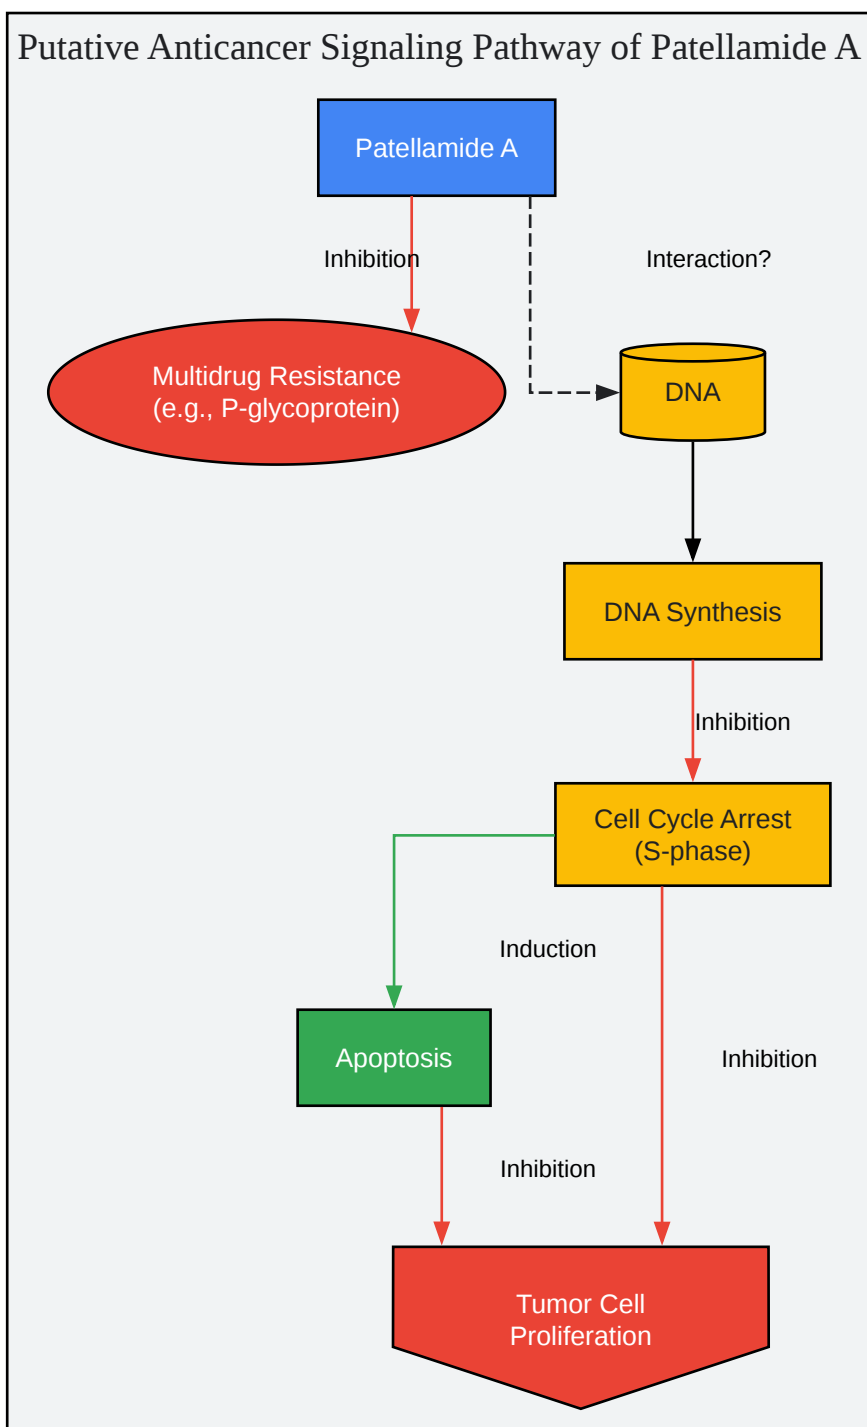 Putative Anticancer Signaling Pathway of Patellamide A
Patellamide A
Inhibition
Interaction?
Multidrug Resistance
(e.g., P-glycoprotein)
DNA
DNA Synthesis
Inhibition
Cell Cycle Arrest
(S-phase)
Induction
Apoptosis
Inhibition
Inhibition
Tumor Cell
Proliferation